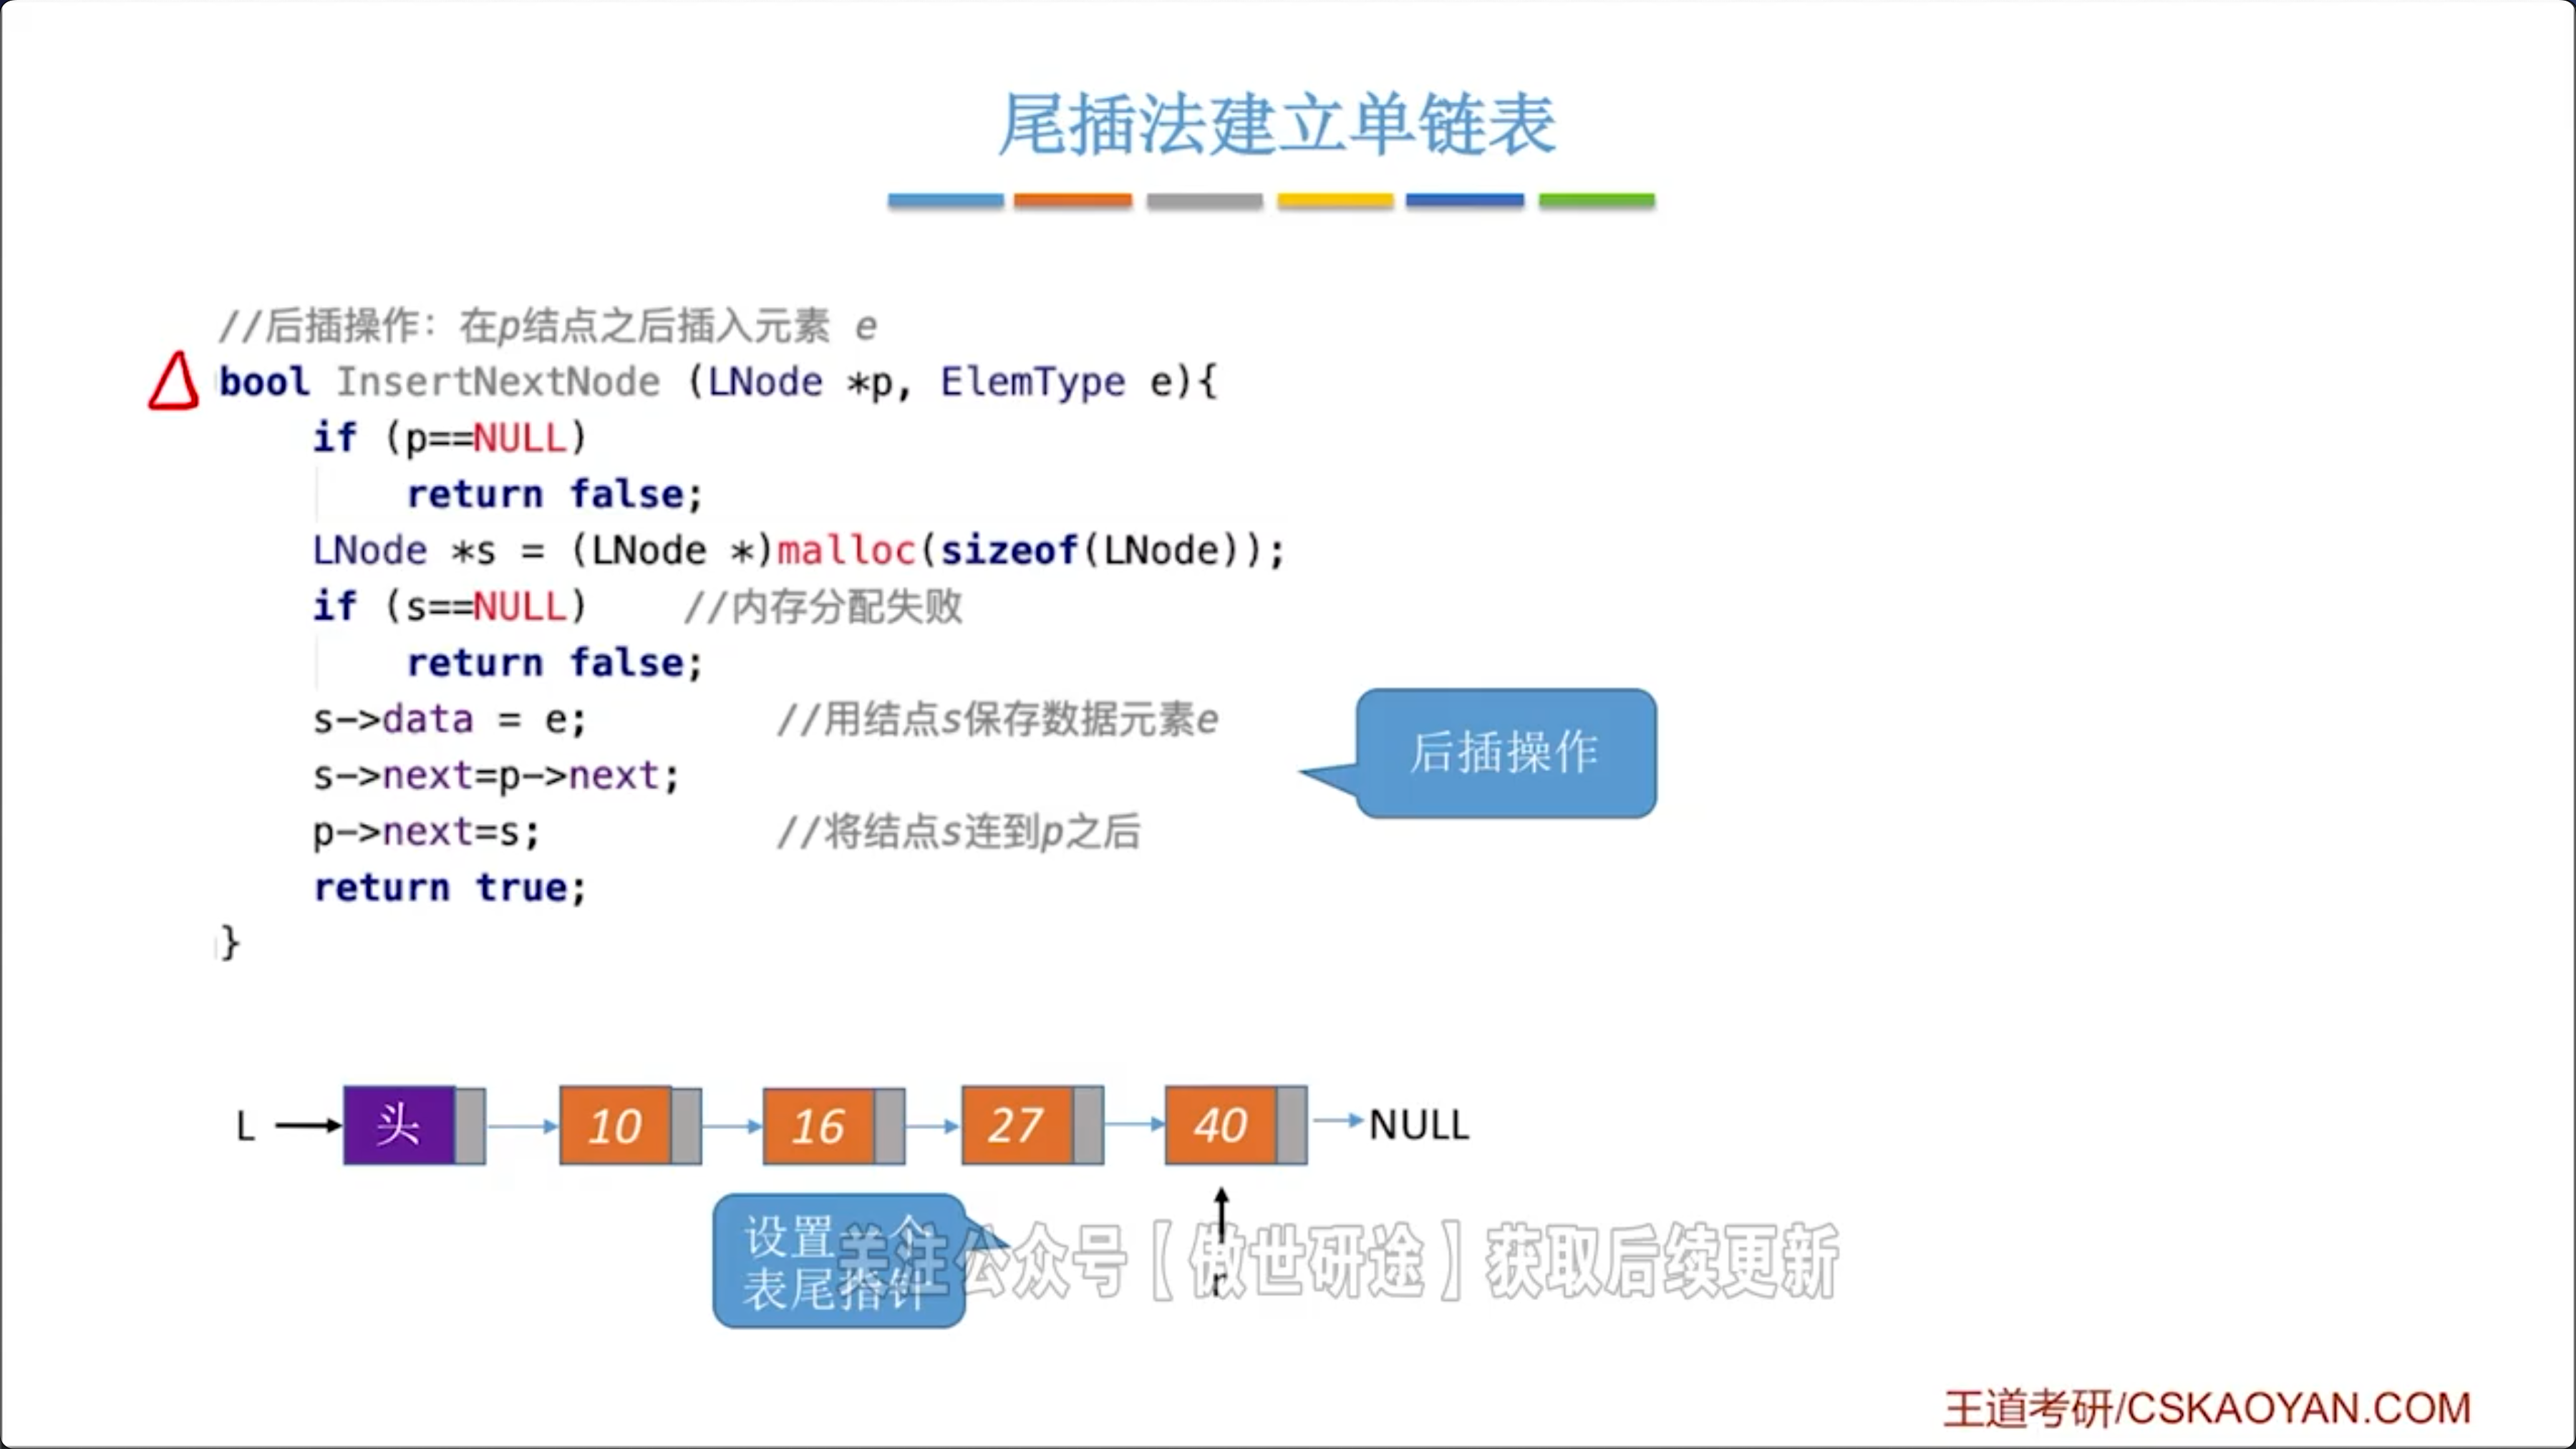 尾插法建立单链表
//后插操作：在p结点之后插入元素 e
bool InsertNextNode (LNode *p, ElemType e){
if (p==NULL)
return false;
LNode *s = (LNode *)malloc(sizeof(LNode));
if (s==NULL) //内存分配失败
return false;
s->data = e; //用结点s保存数据元素e
s->next=p->next;
p->next=s; //将结点s连到p之后
return true;
}
后插操作
L 头 10 16 27 40 NULL
设置一个
表尾指针
r
关注公众号【傲世研途】获取后续更新
王道考研/CSKAOYAN.COM